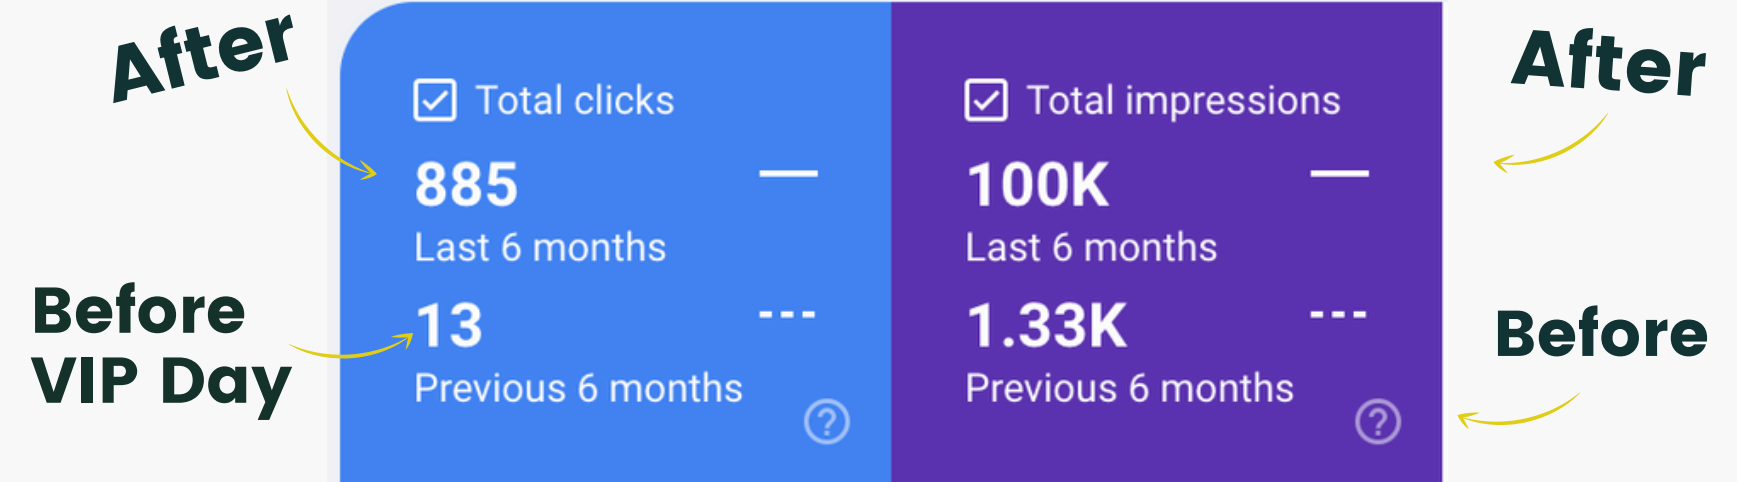 After
Total clicks
885
Last 6 months
Before
VIP Day
13
Previous 6 months
Total impressions
100K
Last 6 months
1.33K
Previous 6 months
After
Before